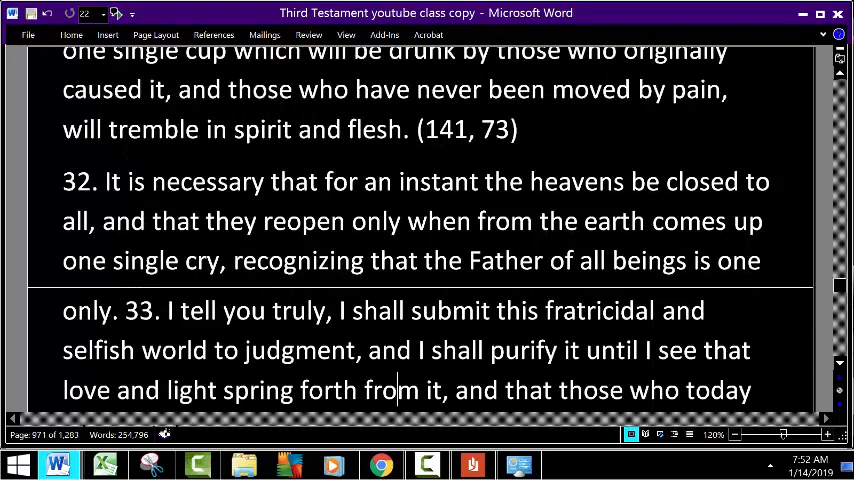 22
Third Testament youtube class copy - Microsoft Word
File Home Insert Page Layout References Mailings Review View Add-Ins Acrobat
one single cup which will be drunk by those who originally
caused it, and those who have never been moved by pain,
will tremble in spirit and flesh. (141, 73)
32. It is necessary that for an instant the heavens be closed to
all, and that they reopen only when from the earth comes up
one single cry, recognizing that the Father of all beings is one
only. 33. I tell you truly, I shall submit this fratricidal and
selfish world to judgment, and I shall purify it until I see that
love and light spring forth from it, and that those who today
Page: 971 of 1,283 Words: 254,796 120%
7:52 AM
1/14/2019